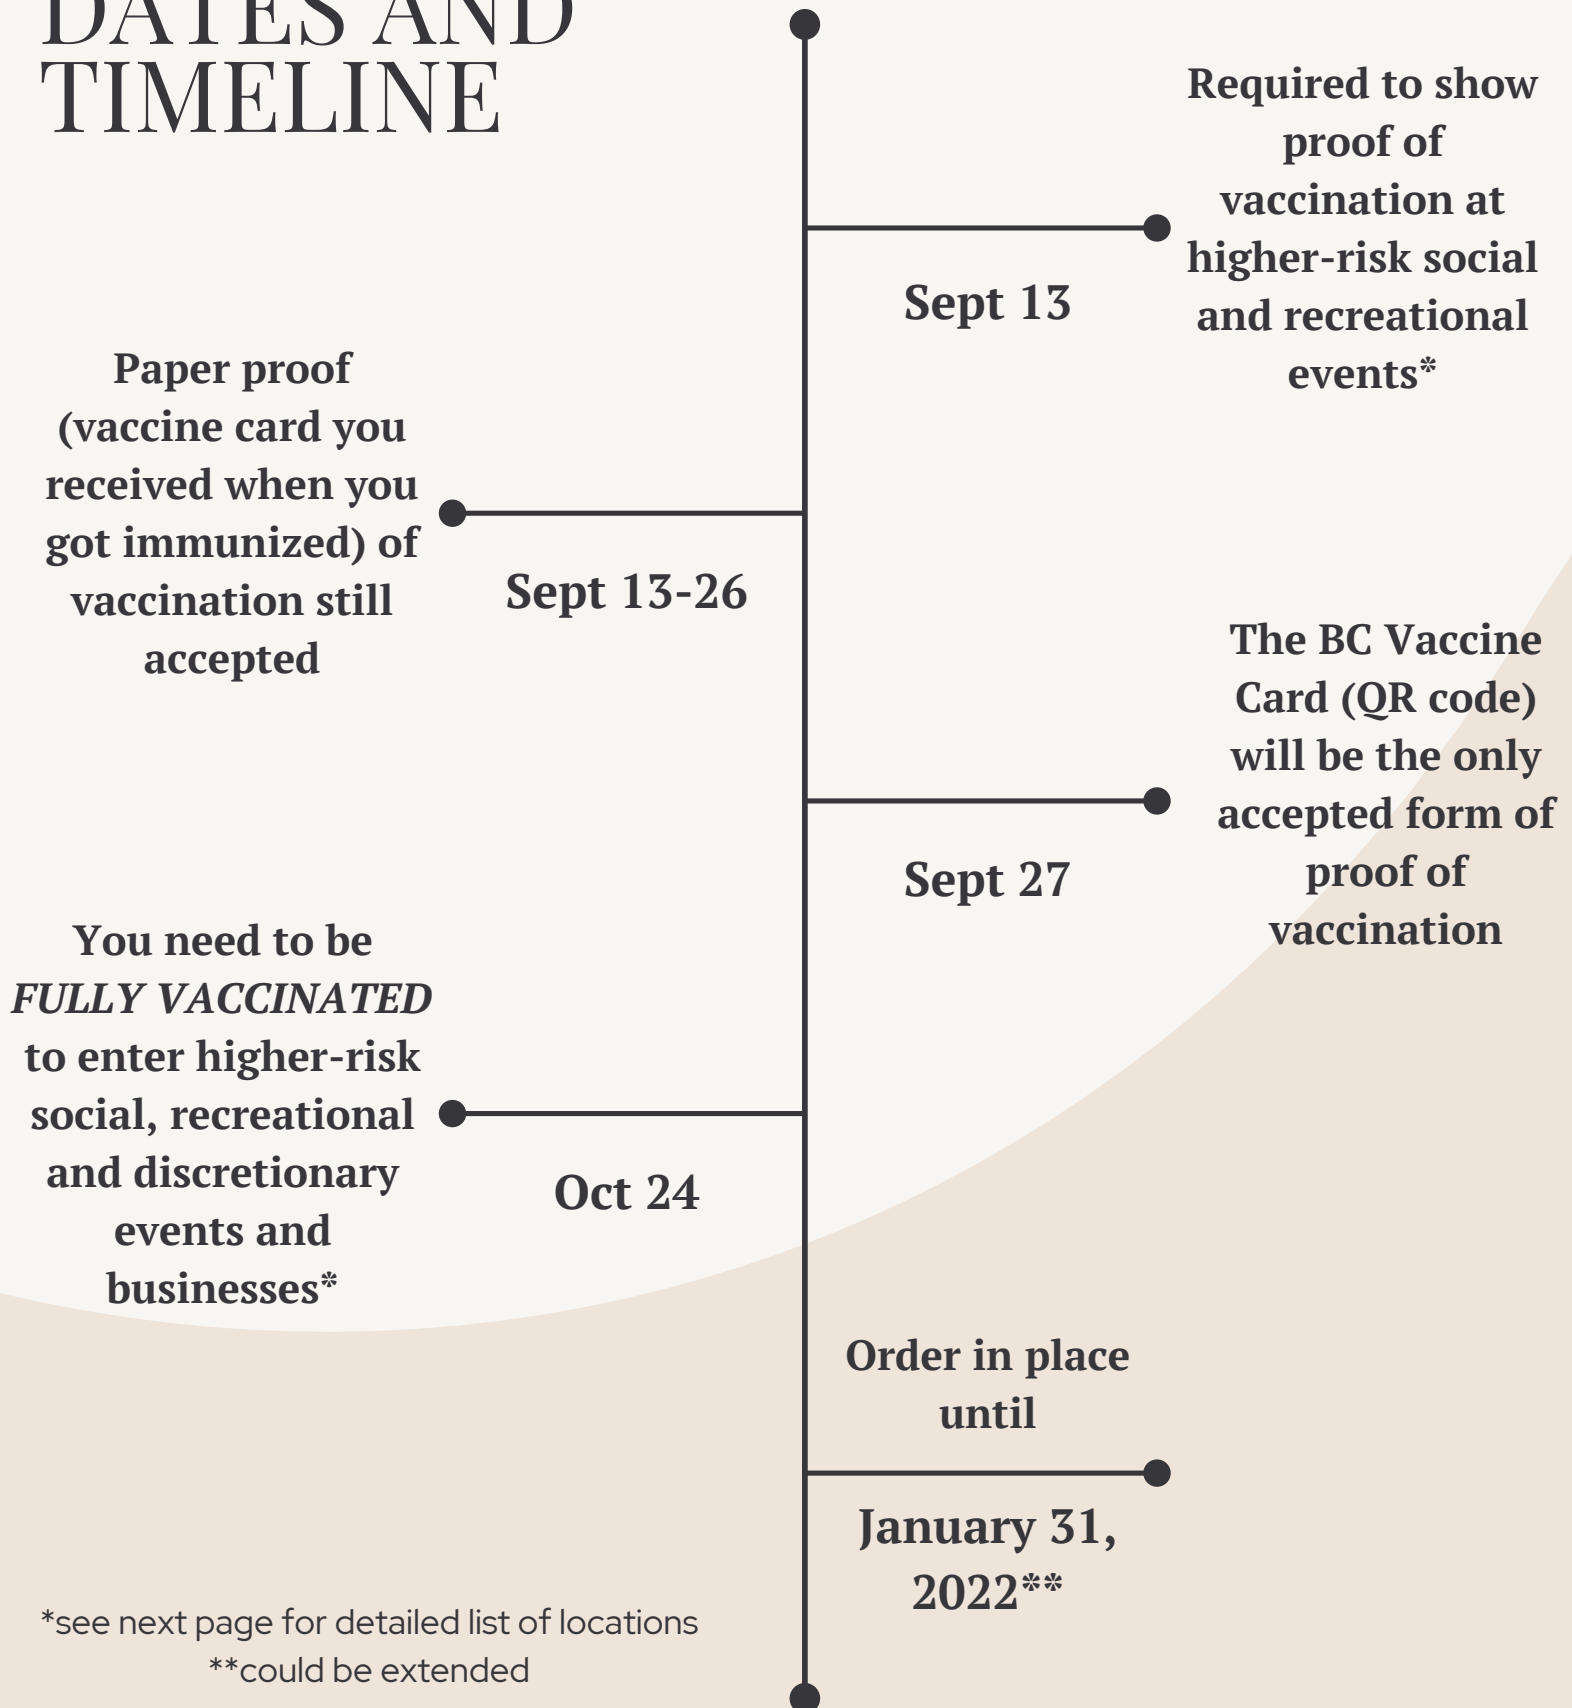 DATES AND
TIMELINE
Required to show
proof of
vaccination at
higher-risk social
and recreational
events*
Sept 13
Paper proof
(vaccine card you
received when you
got immunized) of
vaccination still
accepted
Sept 13-26
The BC Vaccine
Card (QR code)
will be the only
accepted form of
proof of
vaccination
Sept 27
You need to be
FULLY VACCINATED
to enter higher-risk
social, recreational
and discretionary
events and
businesses*
Oct 24
Order in place
until
January 31,
2022**
*see next page for detailed list of locations
**could be extended